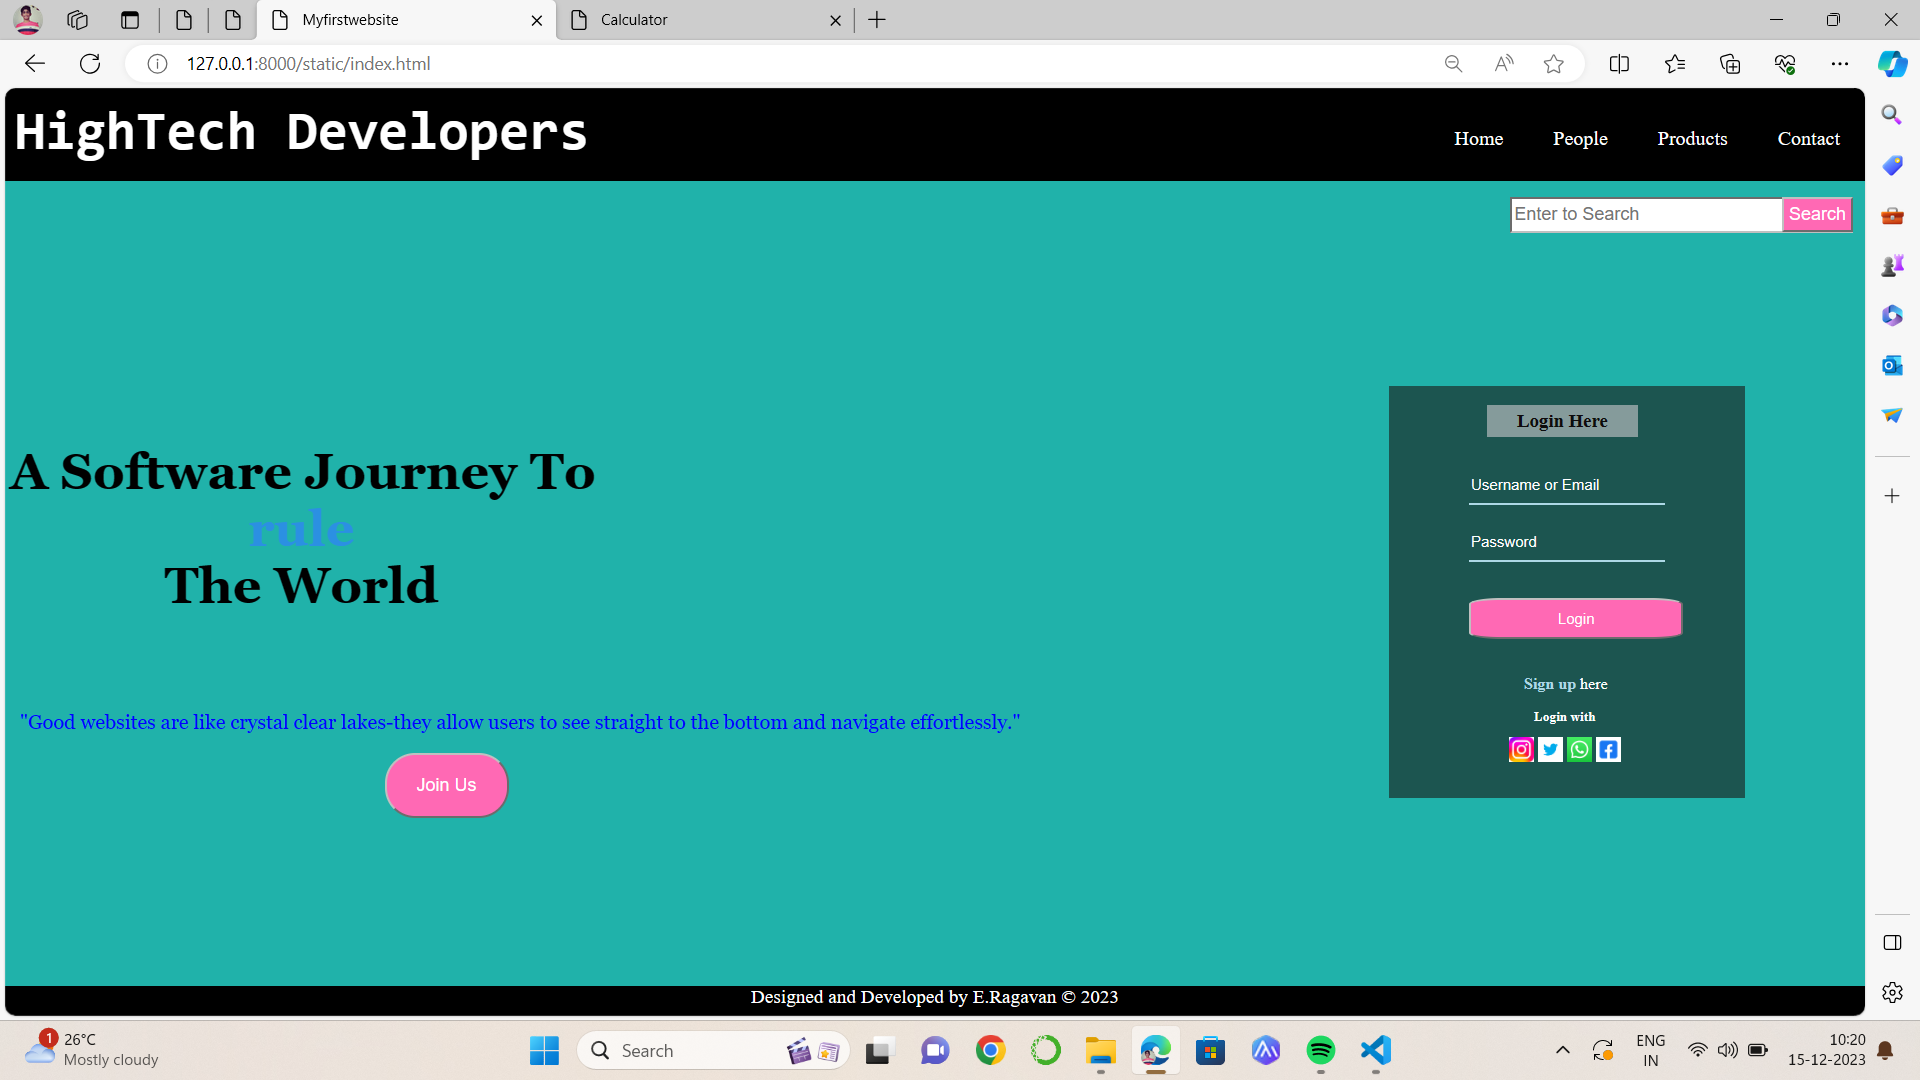 Myfirstwebsite
Calculator
127.0.0.1:8000/static/index.html
HighTech Developers
Home People Products Contact
Enter to Search Search
Login Here
Username or Email
Password
Login
Sign up here
Login with
A Software Journey To
rule
The World
"Good websites are like crystal clear lakes-they allow users to see straight to the bottom and navigate effortlessly."
Join Us
Designed and Developed by E.Ragavan © 2023
1
26°C
Mostly cloudy
Search
ENG
IN
10:20
15-12-2023